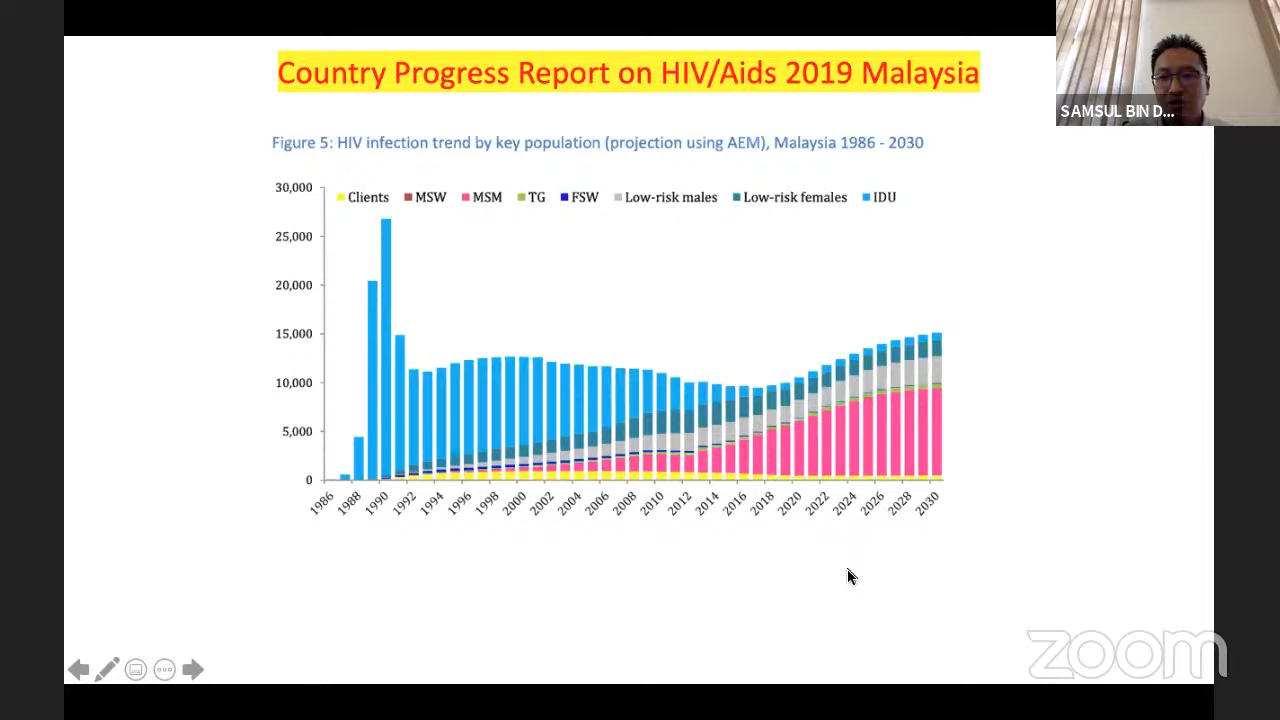 Country Progress Report on HIV/Aids 2019 Malaysia
SAMSUL BIN D...
Figure 5: HIV infection trend by key population (projection using AEM), Malaysia 1986 - 2030
Clients MSW MSM TG FSW Low-risk males Low-risk females IDU
30,000
25,000
20,000
15,000
10,000
5,000
0
1986 1988 1990 1992 1994 1996 1998 2000 2002 2004 2006 2008 2010 2012 2014 2016 2018 2020 2022 2024 2026 2028 2030
zoom